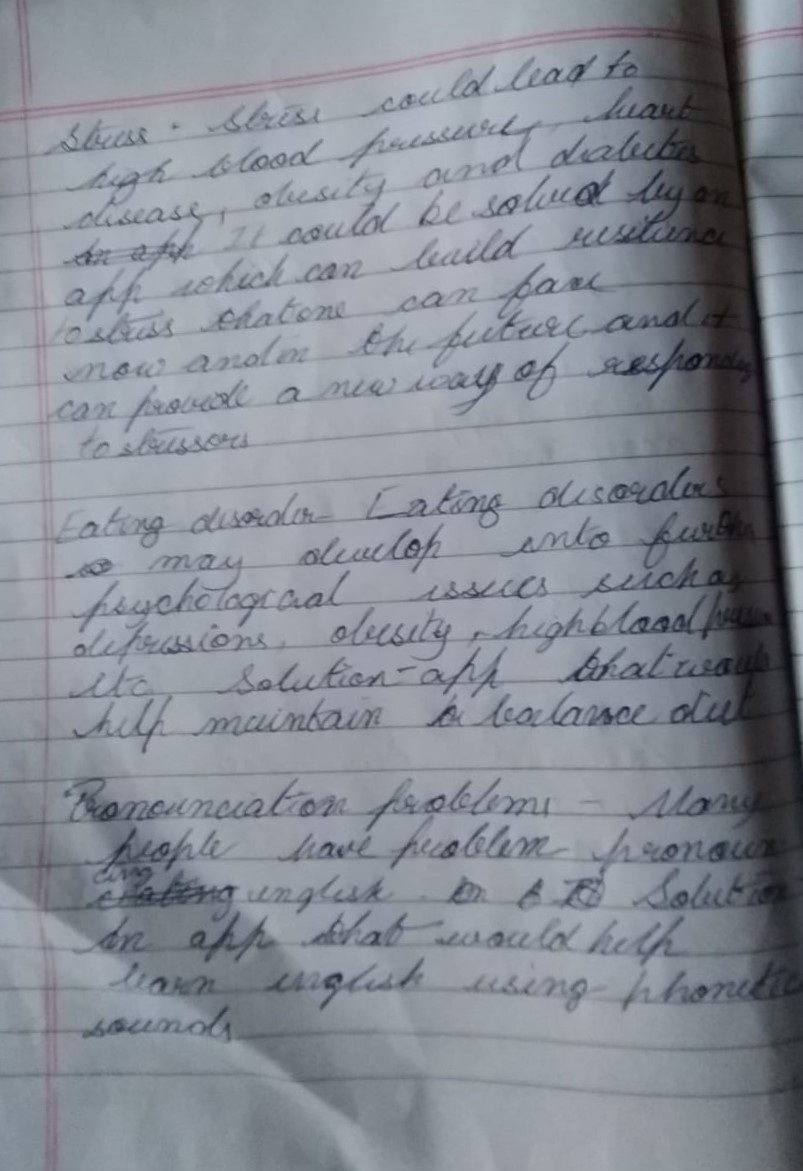 Stress - Stress could lead to
high blood pressure, heart
disease, obesity and diabetes
It could be solved by an
app which can build resilience
to stress that one can face
now and in the future and it
can provide a new way of responding
to stressors
Eating disorder - Eating disorders
may develop into further
psychological issues such as
depressions, obesity, high blood
etc Solution - app that
help maintain a balance diet
Pronounciation problems - Many
people have problem pronoun
cing english. Solution
An app that would help
learn english using phonetic
sounds